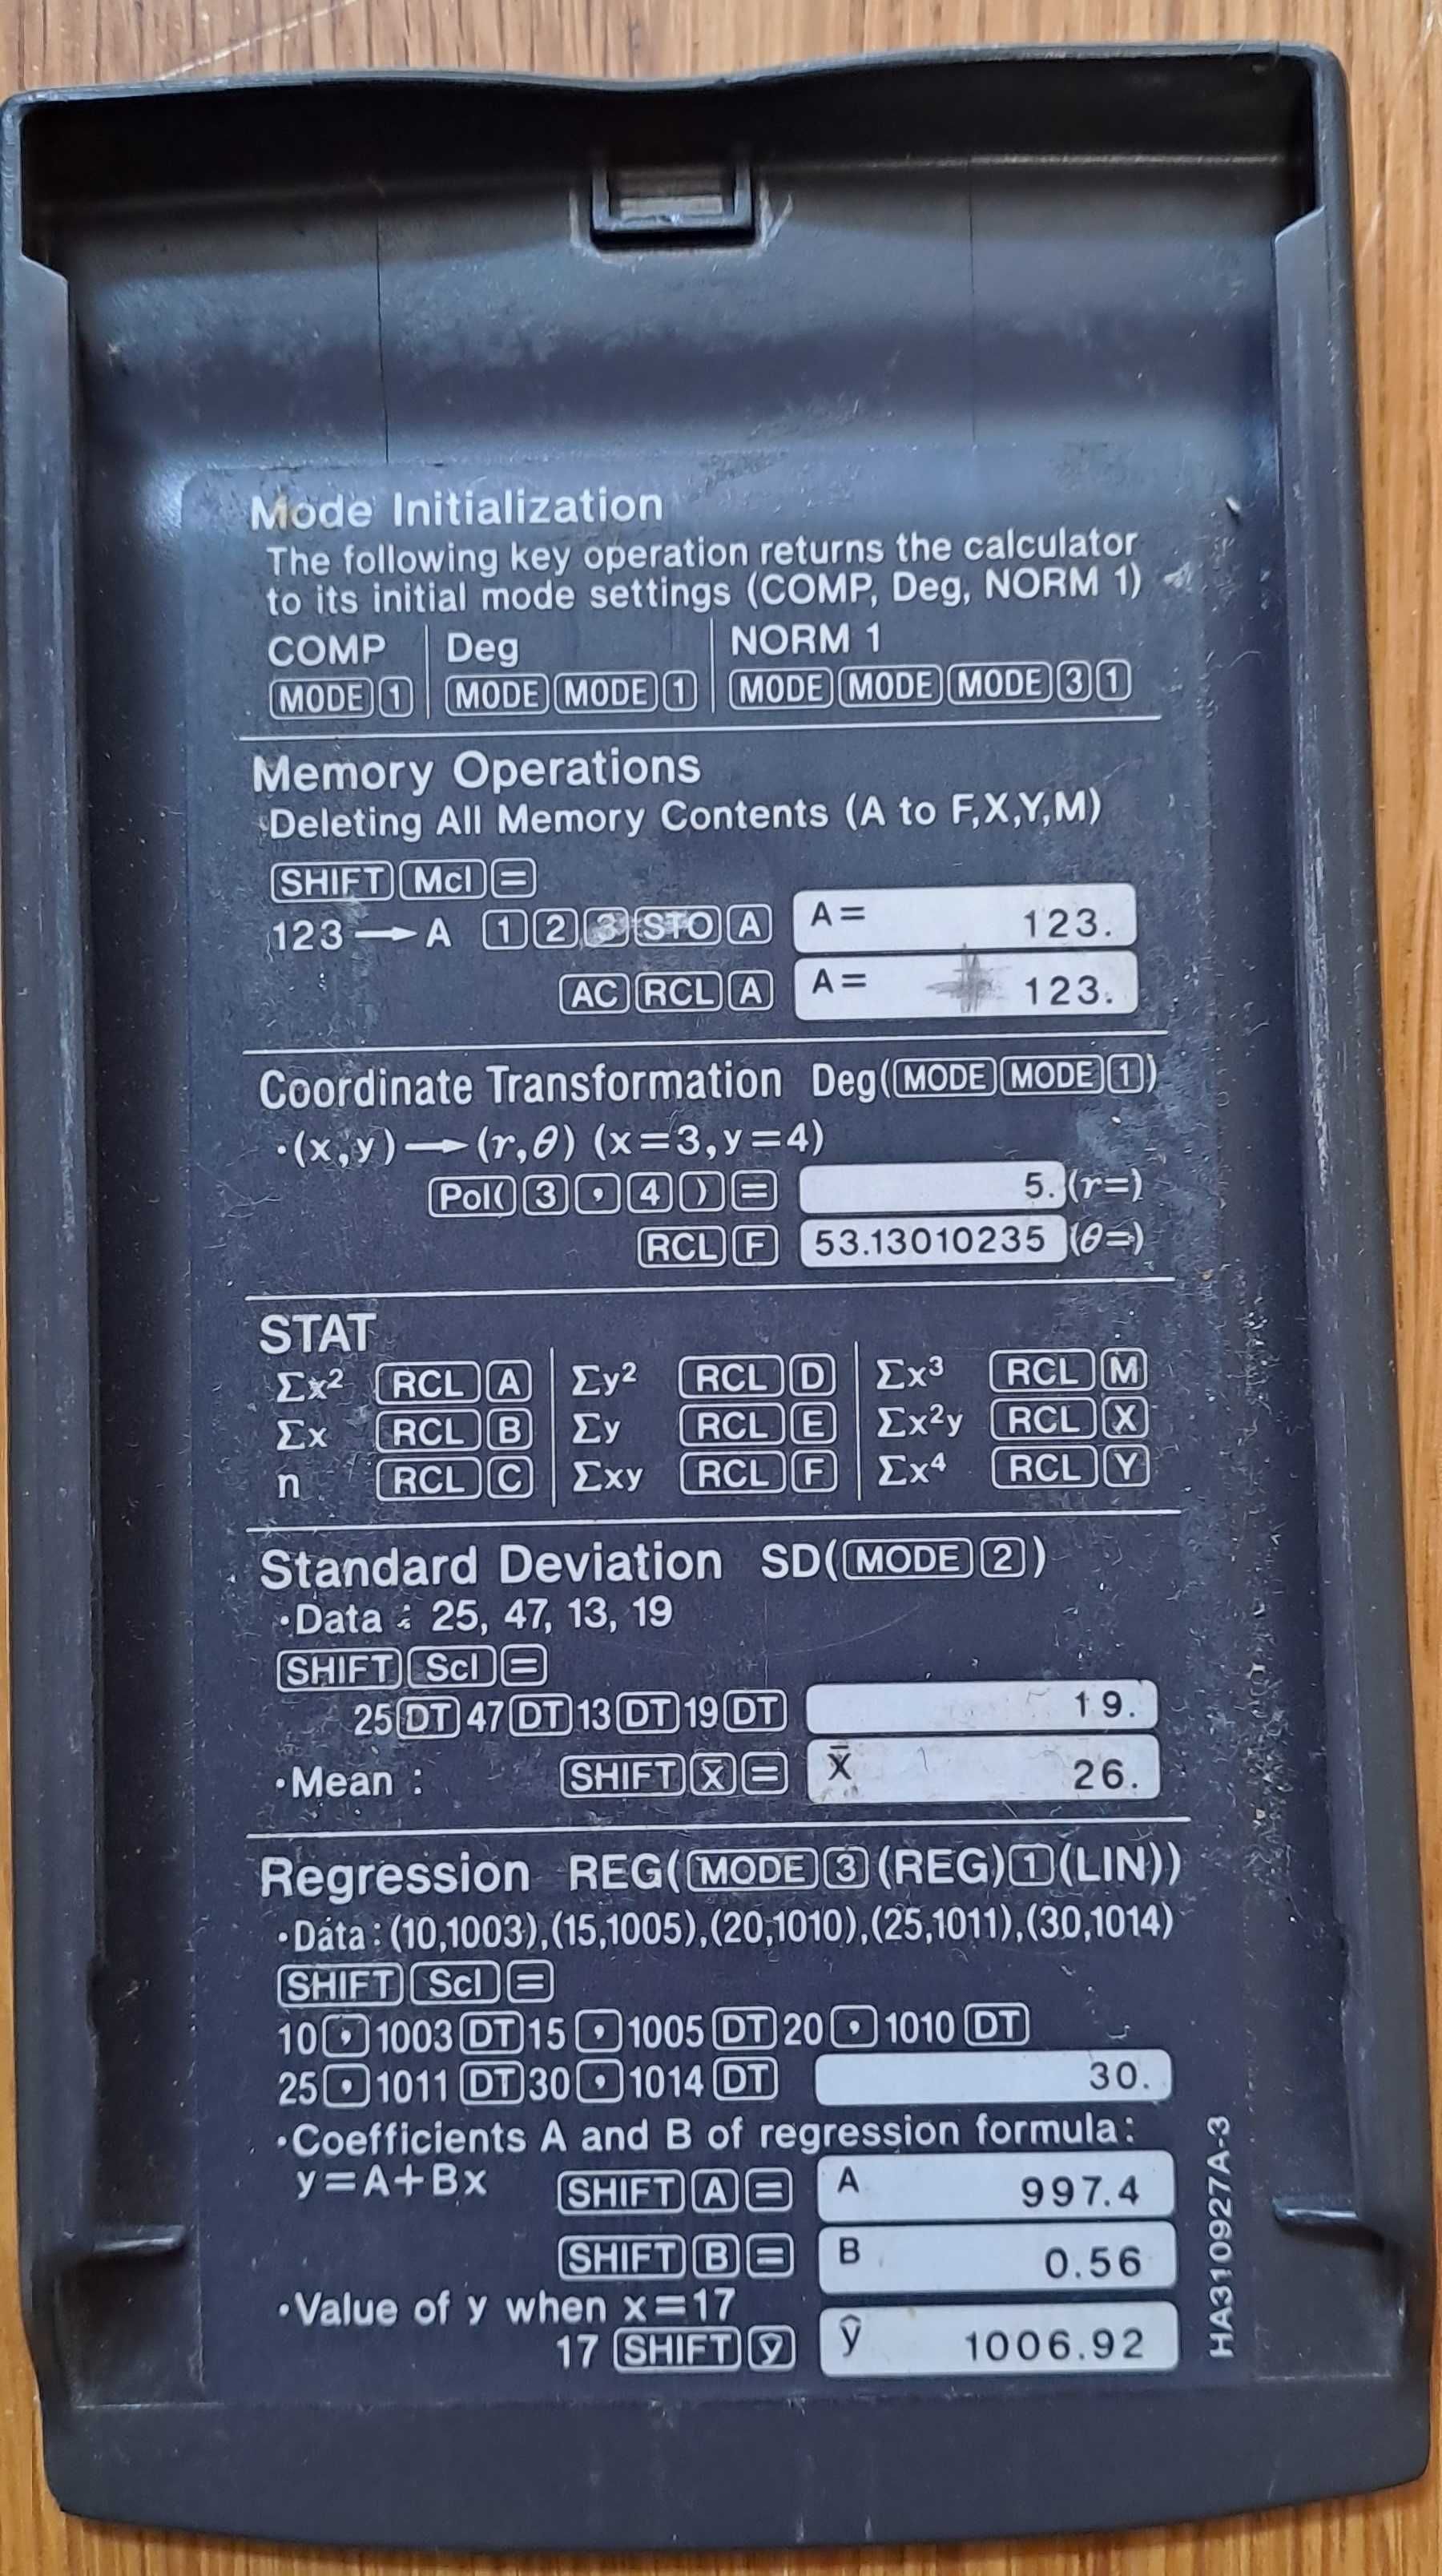 Mode Initialization
The following key operation returns the calculator
to its initial mode settings (COMP, Deg, NORM 1)
COMP Deg NORM 1
MODE 1 MODE MODE 1 MODE MODE MODE 3 1
Memory Operations
Deleting All Memory Contents (A to F,X,Y,M)
SHIFT Mcl =
123 → A 1 2 3 STO A A= 123.
AC RCL A A= 123.
Coordinate Transformation Deg(MODE MODE 1)
·(x,y)→(r,θ) (x=3,y=4)
Pol( 3 , 4 ) = 5. (r=)
RCL F 53.13010235 (θ=)
STAT
Σx² RCL A Σy² RCL D Σx³ RCL M
Σx RCL B Σy RCL E Σx²y RCL X
n RCL C Σxy RCL F Σx⁴ RCL Y
Standard Deviation SD(MODE 2)
·Data : 25, 47, 13, 19
SHIFT Scl =
25 DT 47 DT 13 DT 19 DT 19.
·Mean : SHIFT x̄ = x̄ 26.
Regression REG(MODE 3 (REG) 1 (LIN))
·Data : (10,1003),(15,1005),(20,1010),(25,1011),(30,1014)
SHIFT Scl =
10 , 1003 DT 15 , 1005 DT 20 , 1010 DT
25 , 1011 DT 30 , 1014 DT 30.
·Coefficients A and B of regression formula:
y=A+Bx SHIFT A = A 997.4
SHIFT B = B 0.56
·Value of y when x=17
17 SHIFT ŷ ŷ 1006.92
HA310927A-3